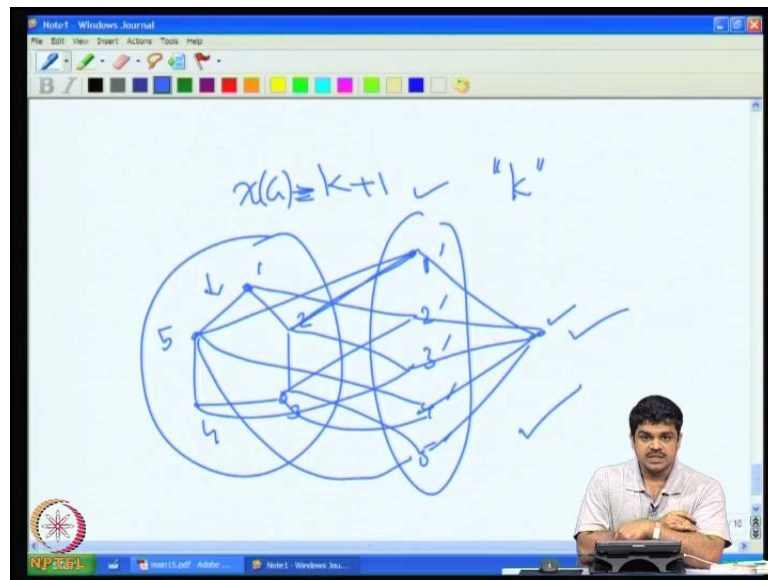 Note1 - Windows Journal
File Edit View Insert Actions Tools Help
B I
χ(G) ≥ k+1 ✓ "k"
1 1'
5 2 2'
3'
4 3 4'
5'
/ 10
NPTEL
main15.pdf - Adobe ... Note1 - Windows Jou...